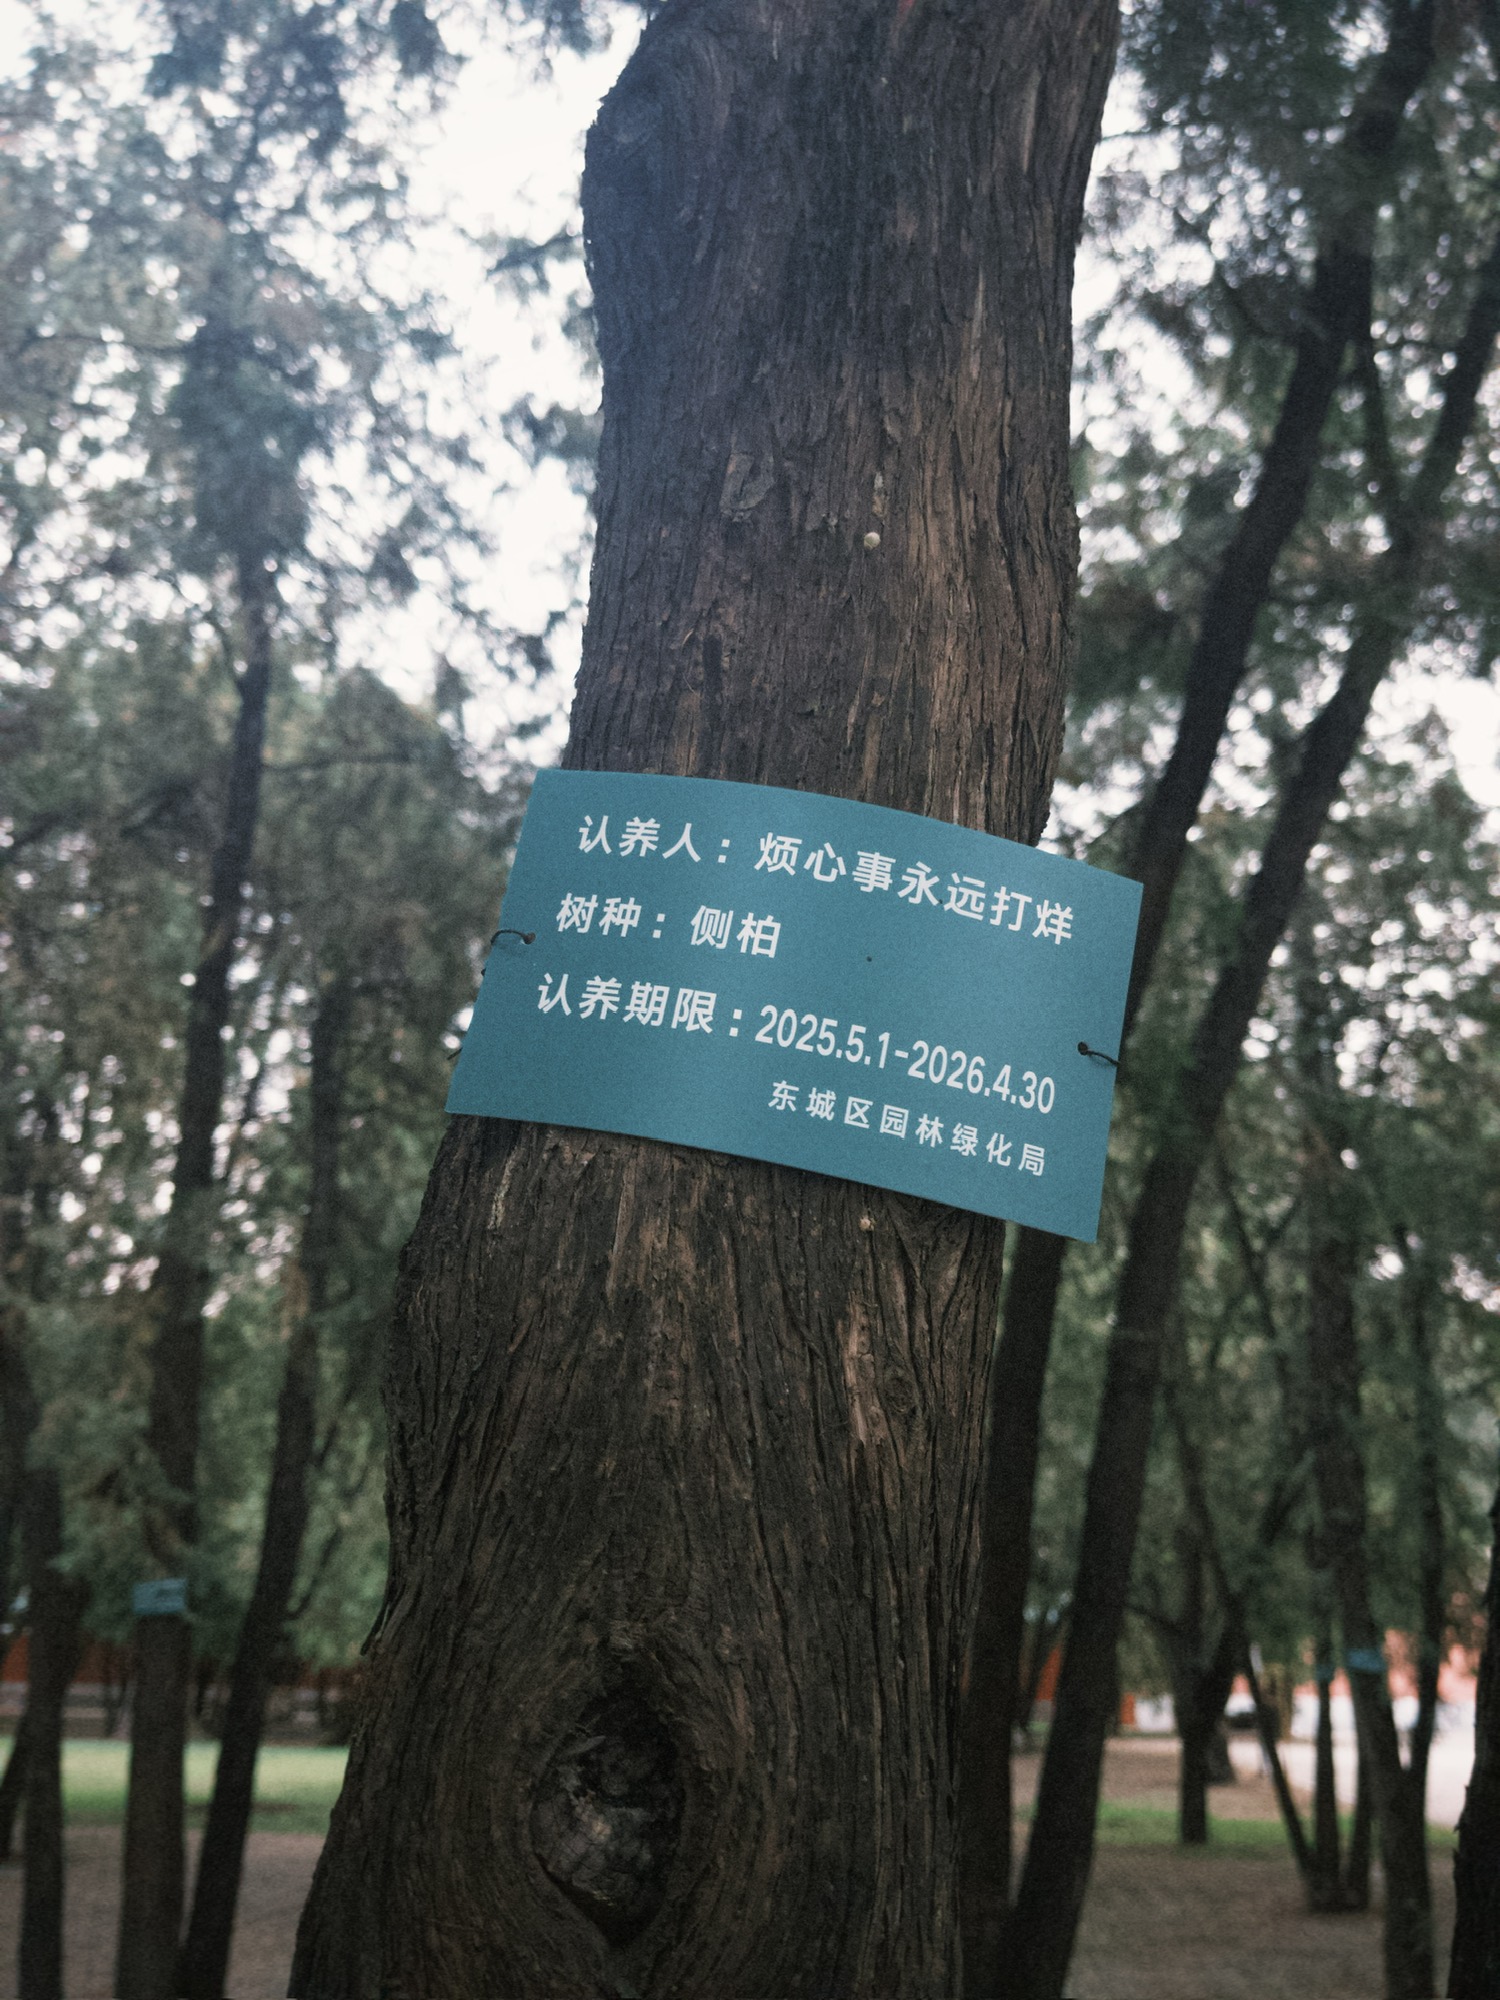 认养人：烦心事永远打烊
树种：侧柏
认养期限：2025.5.1-2026.4.30
东城区园林绿化局